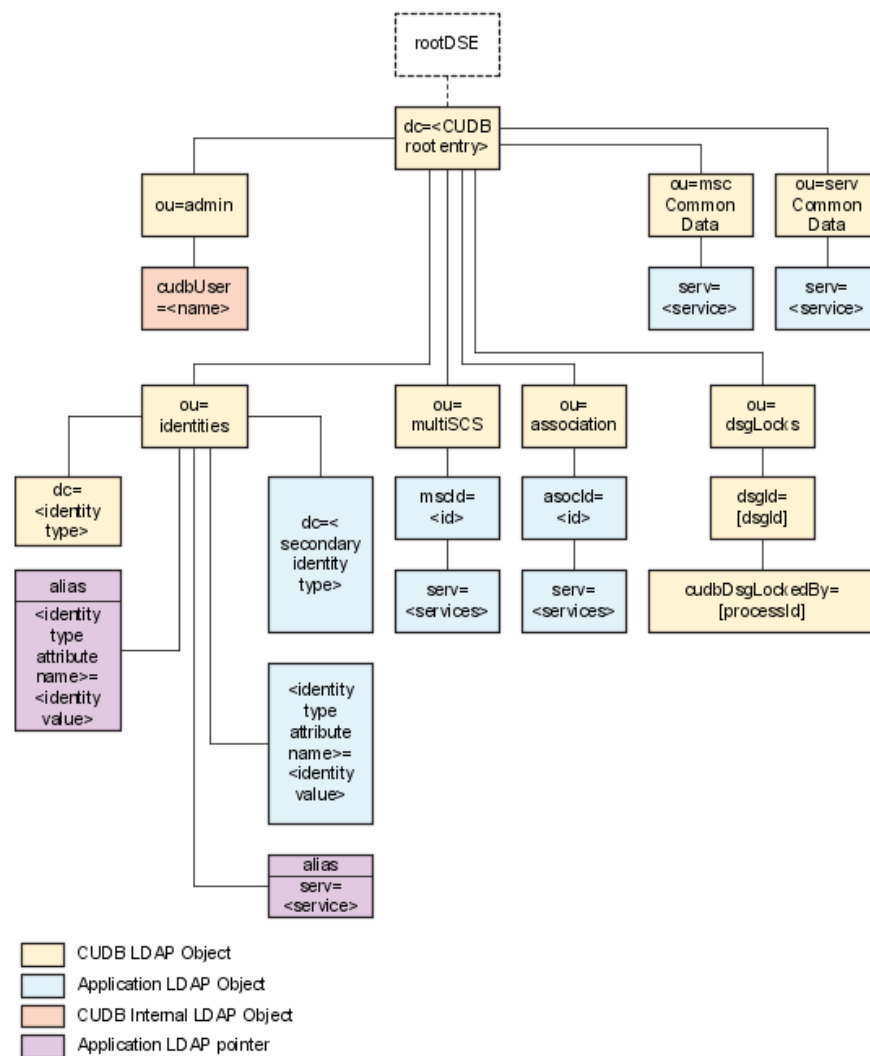 rootDSE
dc=<CUDB
root entry>
ou=admin
ou=msc
Common
Data
ou=serv
Common
Data
cudbUser
=<name>
serv=
<service>
serv=
<service>
ou=
identities
ou=
multiSCS
ou=
association
ou=
dsgLocks
dc=
<identity
type>
dc=<
secondary
identity
type>
mscId=
<id>
asocId=
<id>
dsgId=
[dsgId]
alias
<identity
type
attribute
name>=
<identity
value>
serv=
<services>
serv=
<services>
cudbDsgLockedBy=
[processId]
<identity
type
attribute
name>=
<identity
value>
alias
serv=
<service>
CUDB LDAP Object
Application LDAP Object
CUDB Internal LDAP Object
Application LDAP pointer